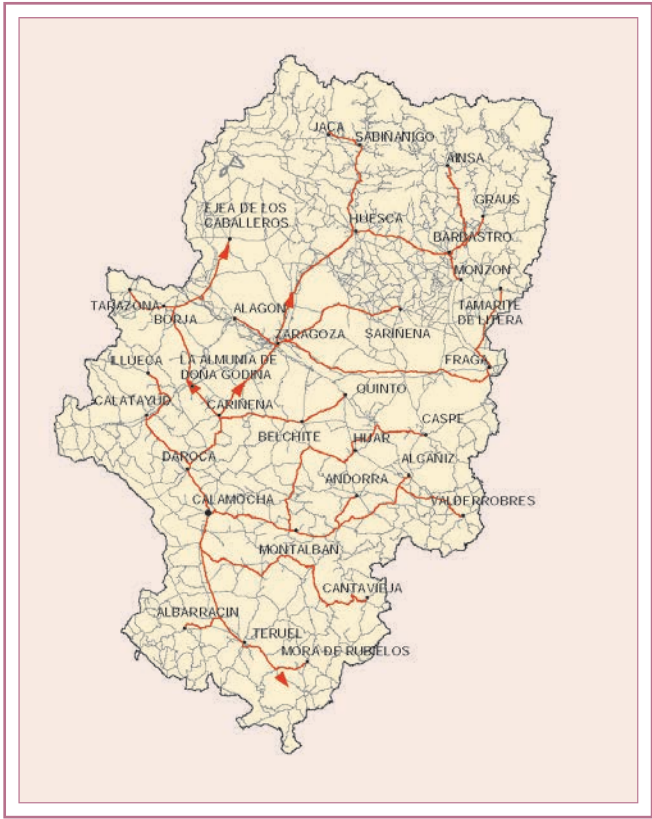 JACA
SABIÑANIGO
AINSA
GRAUS
EJEA DE LOS
CABALLEROS
HUESCA
BARBASTRO
MONZON
TARAZONA
BORJA
ALAGON
ZARAGOZA
SARIÑENA
TAMARITE
DE LITERA
ILLUECA
LA ALMUNIA DE
DOÑA GODINA
FRAGA
CALATAYUD
CARIÑENA
QUINTO
BELCHITE
HIJAR
CASPE
DAROCA
ANDORRA
ALCAÑIZ
CALAMOCHA
VALDERROBRES
MONTALBAN
CANTAVIEJA
ALBARRACIN
TERUEL
MORA DE RUBIELOS